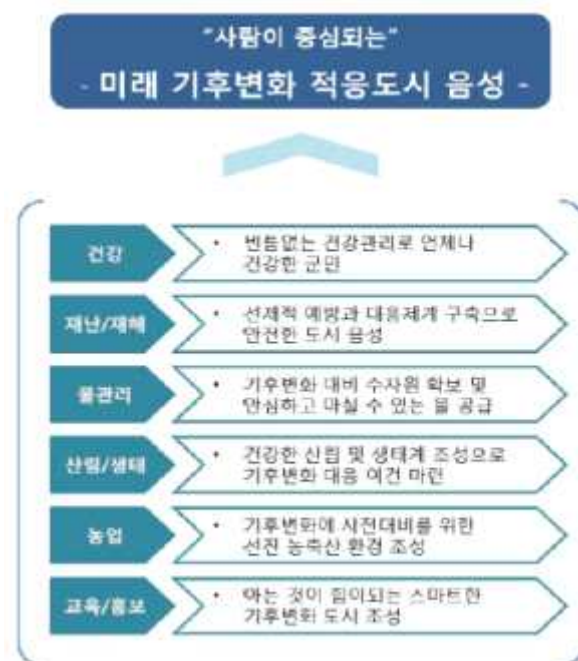 "사람이 중심되는"
- 미래 기후변화 적응도시 음성 -
건강
• 빈틈없는 건강관리로 언제나
건강한 군민
재난/재해
• 선제적 예방과 대응체계 구축으로
안전한 도시 음성
물관리
• 기후변화 대비 수자원 확보 및
안심하고 마실 수 있는 물 공급
산림/생태
• 건강한 산림 및 생태계 조성으로
기후변화 대응 여건 마련
농업
• 기후변화에 사전대비를 위한
선진 농축산 환경 조성
교육/홍보
• 아는 것이 힘이되는 스마트한
기후변화 도시 조성